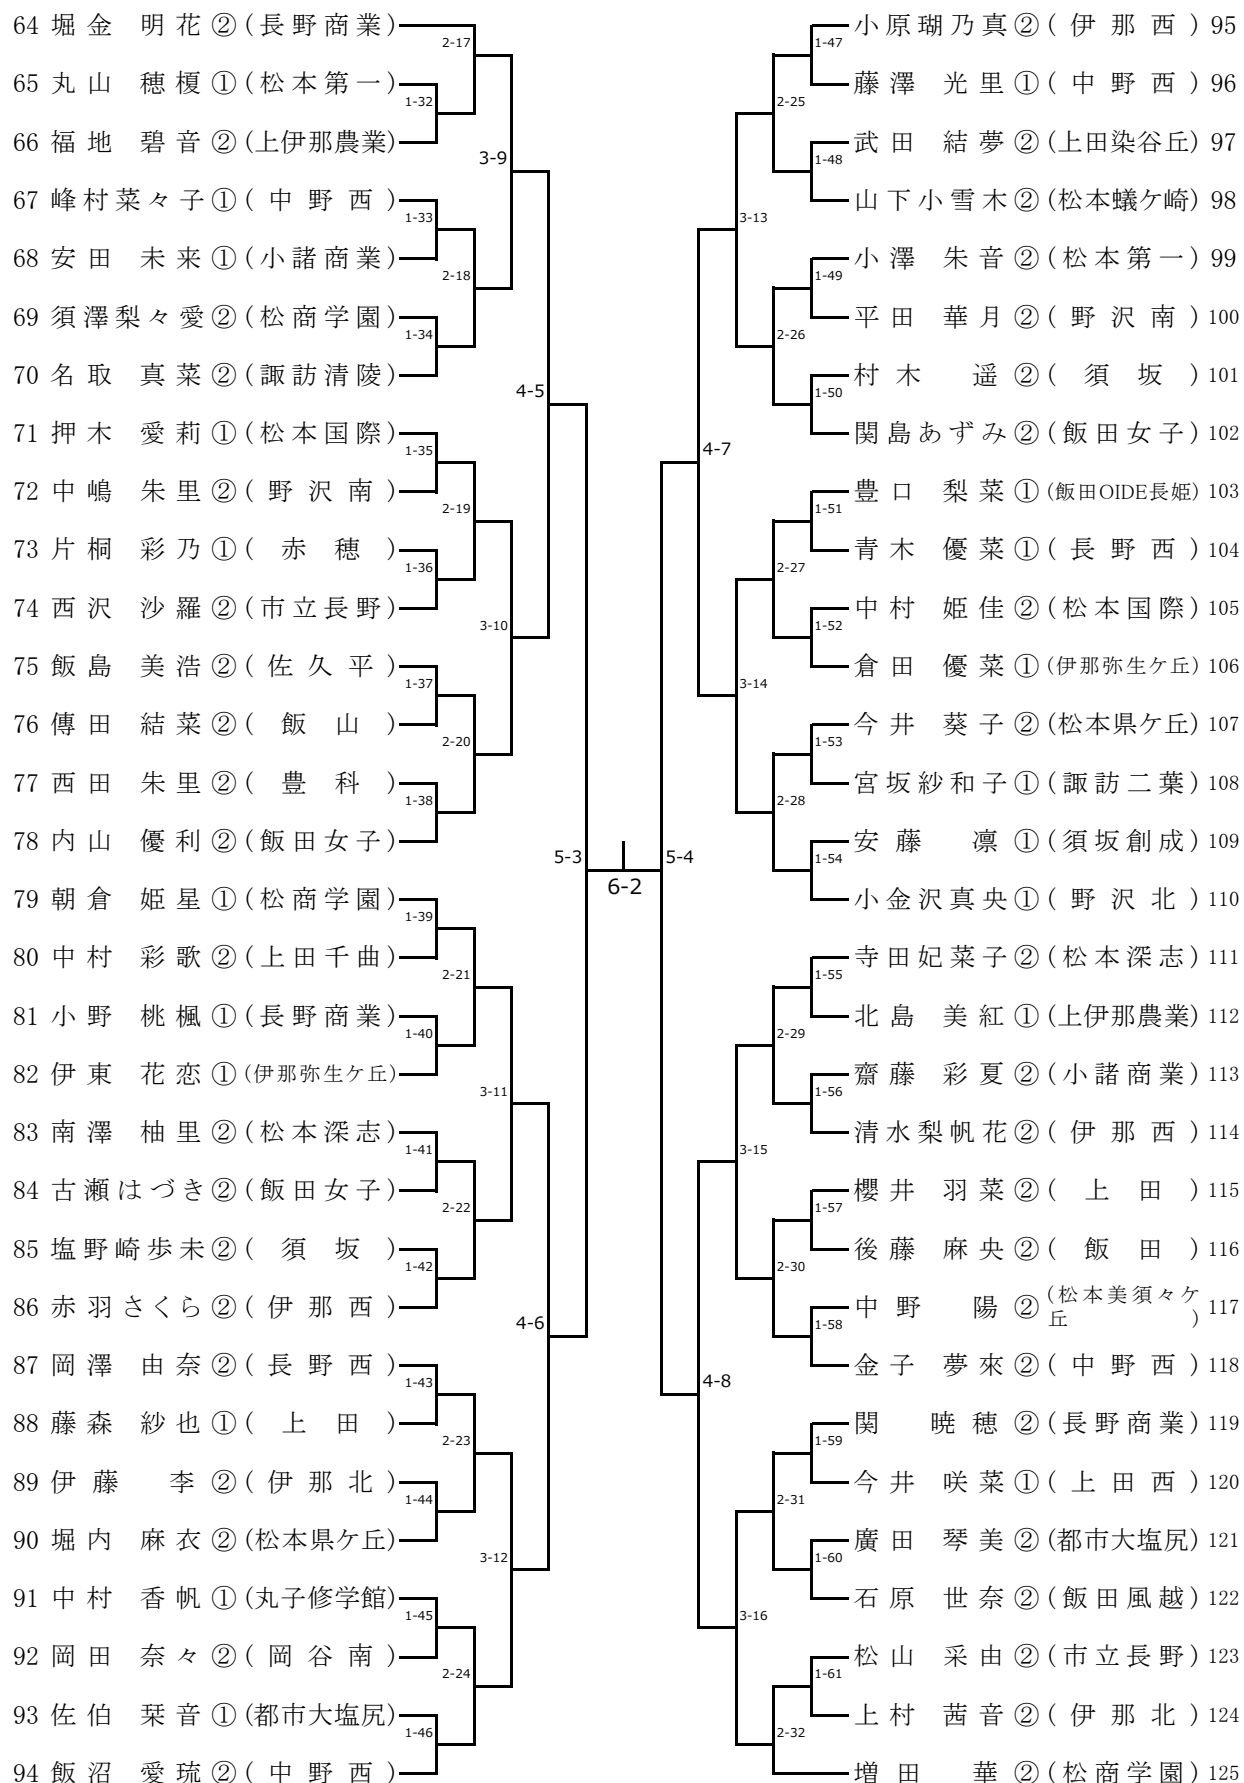 64 堀金 明花②(長野商業)
65 丸山 穂榎①(松本第一)
66 福地 碧音②(上伊那農業)
67 峰村菜々子①(中野西)
68 安田 未来①(小諸商業)
69 須澤梨々愛②(松商学園)
70 名取 真菜②(諏訪清陵)
71 押木 愛莉①(松本国際)
72 中嶋 朱里②(野沢南)
73 片桐 彩乃①(赤穂)
74 西沢 沙羅②(市立長野)
75 飯島 美浩②(佐久平)
76 傳田 結菜②(飯山)
77 西田 朱里②(豊科)
78 内山 優利②(飯田女子)
79 朝倉 姫星①(松商学園)
80 中村 彩歌②(上田千曲)
81 小野 桃楓①(長野商業)
82 伊東 花恋①(伊那弥生ケ丘)
83 南澤 柚里②(松本深志)
84 古瀬はづき②(飯田女子)
85 塩野崎歩未②(須坂)
86 赤羽さくら②(伊那西)
87 岡澤 由奈②(長野西)
88 藤森 紗也①(上田)
89 伊藤 李②(伊那北)
90 堀内 麻衣②(松本県ケ丘)
91 中村 香帆①(丸子修学館)
92 岡田 奈々②(岡谷南)
93 佐伯 栞音①(都市大塩尻)
94 飯沼 愛琉②(中野西)
2-17
1-32
3-9
1-33
2-18
1-34
4-5
1-35
2-19
1-36
3-10
1-37
2-20
1-38
5-3
1-39
2-21
1-40
3-11
1-41
2-22
1-42
4-6
1-43
2-23
1-44
3-12
1-45
2-24
1-46
6-2
小原瑚乃真②(伊那西) 95
藤澤 光里①(中野西) 96
武田 結夢②(上田染谷丘) 97
山下小雪木②(松本蟻ケ崎) 98
小澤 朱音②(松本第一) 99
平田 華月②(野沢南) 100
村木 遥②(須坂) 101
関島あずみ②(飯田女子) 102
豊口 梨菜①(飯田OIDE長姫) 103
青木 優菜①(長野西) 104
中村 姫佳②(松本国際) 105
倉田 優菜①(伊那弥生ケ丘) 106
今井 葵子②(松本県ケ丘) 107
宮坂紗和子①(諏訪二葉) 108
安藤 凛①(須坂創成) 109
小金沢真央①(野沢北) 110
寺田妃菜子②(松本深志) 111
北島 美紅①(上伊那農業) 112
齋藤 彩夏②(小諸商業) 113
清水梨帆花②(伊那西) 114
櫻井 羽菜②(上田) 115
後藤 麻央②(飯田) 116
中野 陽②(松本美須々ケ丘) 117
金子 夢來②(中野西) 118
関 暁穂②(長野商業) 119
今井 咲菜①(上田西) 120
廣田 琴美②(都市大塩尻) 121
石原 世奈②(飯田風越) 122
松山 采由②(市立長野) 123
上村 茜音②(伊那北) 124
増田 華②(松商学園) 125
1-47
2-25
1-48
3-13
1-49
2-26
1-50
4-7
1-51
2-27
1-52
3-14
1-53
2-28
1-54
5-4
1-55
2-29
1-56
3-15
1-57
2-30
1-58
4-8
1-59
2-31
1-60
3-16
1-61
2-32